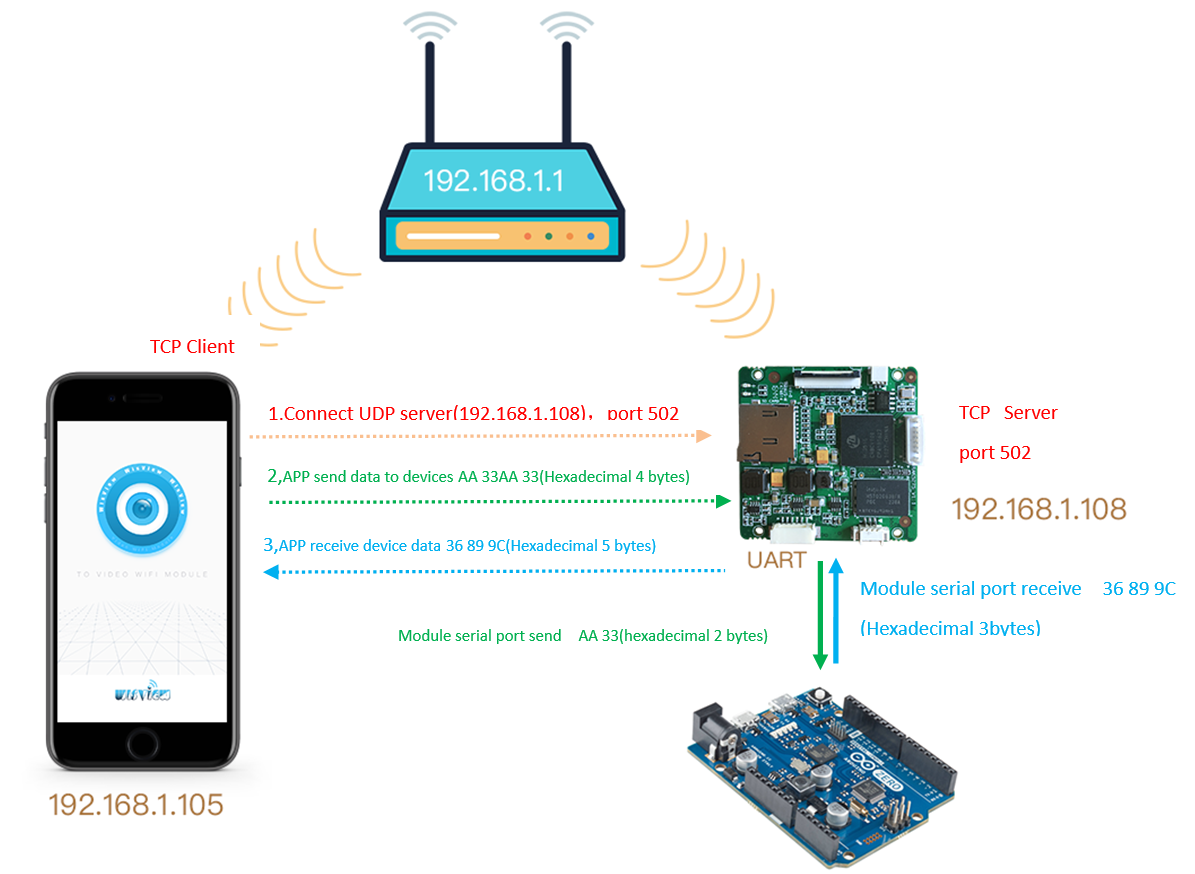 192.168.1.1
TCP Client
1.Connect UDP server(192.168.1.108)，port 502
TCP Server
port 502
2,APP send data to devices AA 33AA 33(Hexadecimal 4 bytes)
192.168.1.108
3,APP receive device data 36 89 9C(Hexadecimal 5 bytes)
UART
TO VIDEO WIFI MODULE
Module serial port receive 36 89 9C
(Hexadecimal 3bytes)
Module serial port send AA 33(hexadecimal 2 bytes)
ZERO
192.168.1.105